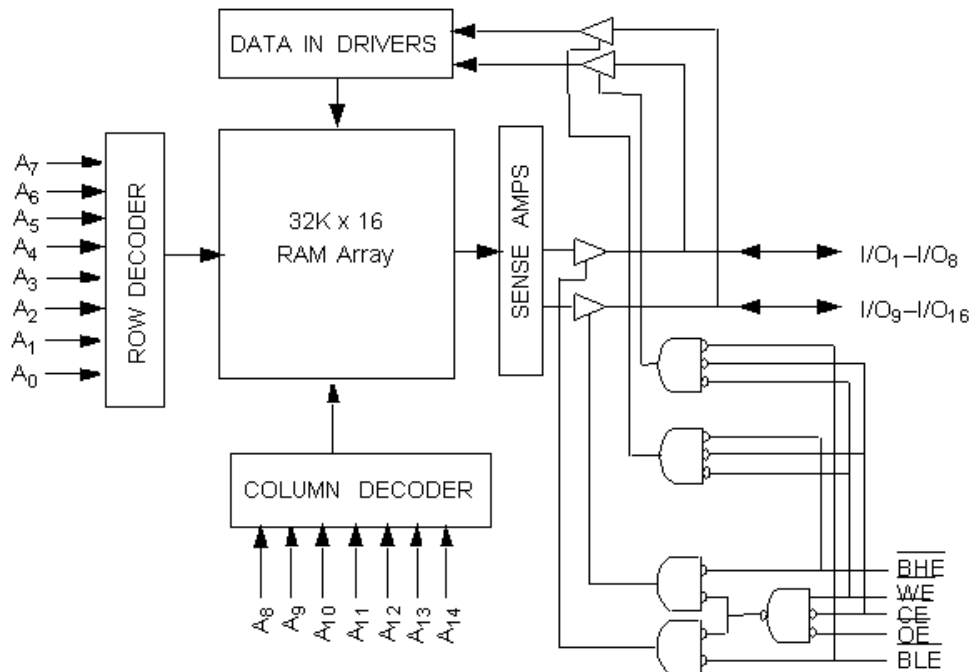 DATA IN DRIVERS
A7
A6
A5
A4
A3
A2
A1
A0
ROW DECODER
32K x 16
RAM Array
SENSE AMPS
I/O1–I/O8
I/O9–I/O16
COLUMN DECODER
A8
A9
A10
A11
A12
A13
A14
BHE
WE
CE
OE
BLE